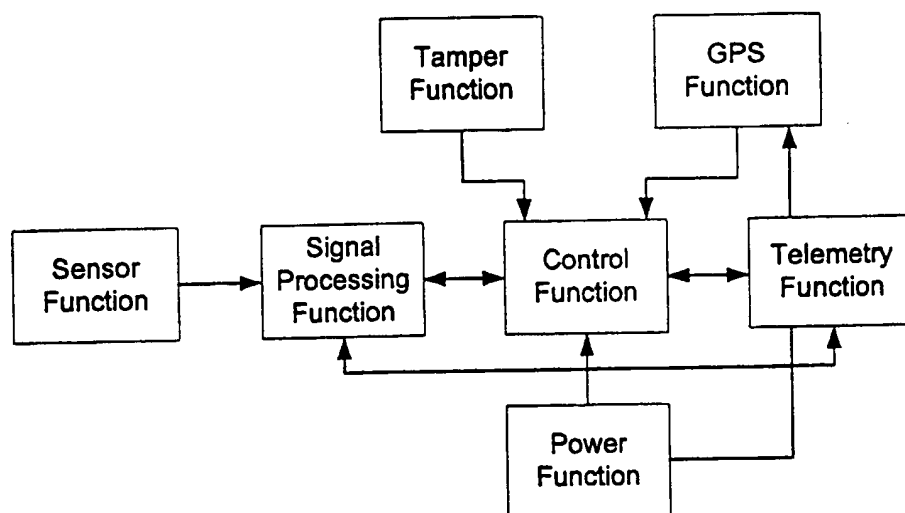 Tamper
Function
GPS
Function
Sensor
Function
Signal
Processing
Function
Control
Function
Telemetry
Function
Power
Function